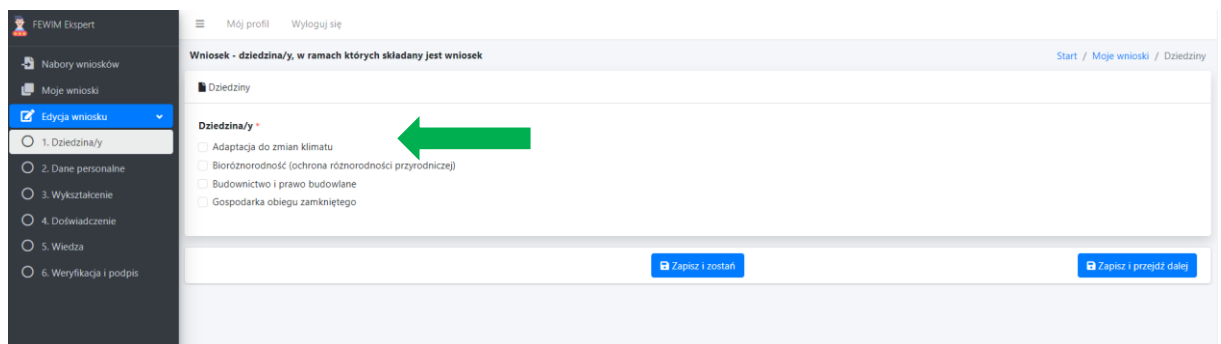 FEWIM Ekspert
Mój profil Wyloguj się
Nabory wniosków
Moje wnioski
Edycja wniosku
1. Dziedzina/y
2. Dane personalne
3. Wykształcenie
4. Doświadczenie
5. Wiedza
6. Weryfikacja i podpis
Wniosek - dziedzina/y, w ramach których składany jest wniosek
Start / Moje wnioski / Dziedziny
Dziedziny
Dziedzina/y *
Adaptacja do zmian klimatu
Bioróżnorodność (ochrona różnorodności przyrodniczej)
Budownictwo i prawo budowlane
Gospodarka obiegu zamkniętego
Zapisz i zostań
Zapisz i przejdź dalej